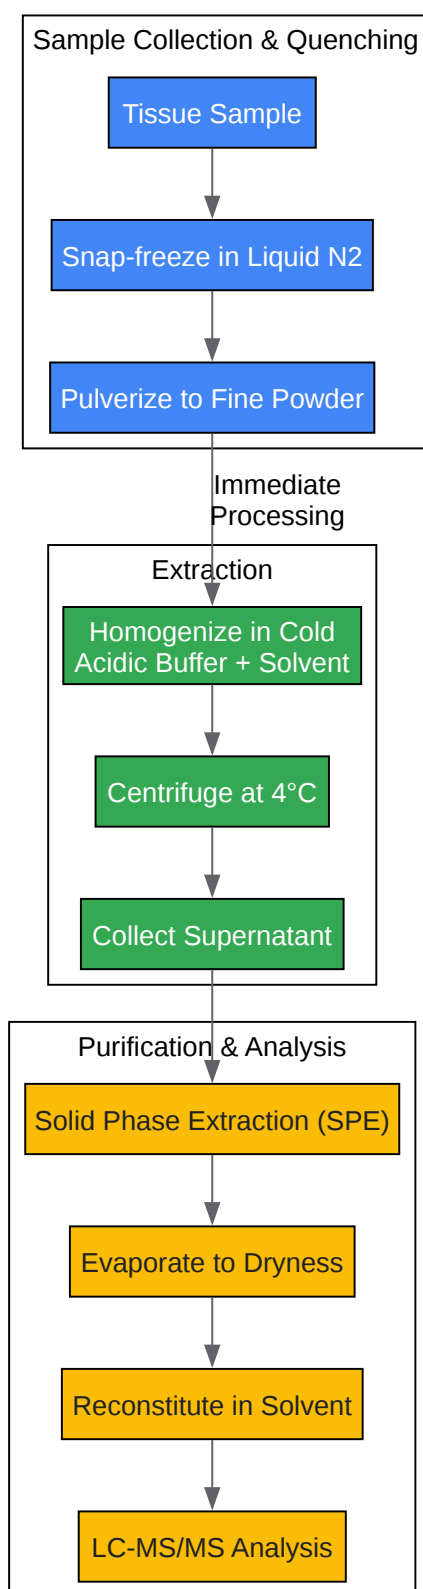 Sample Collection & Quenching
Tissue Sample
Snap-freeze in Liquid N2
Pulverize to Fine Powder
Immediate
Processing
Extraction
Homogenize in Cold
Acidic Buffer + Solvent
Centrifuge at 4°C
Collect Supernatant
Purification & Analysis
Solid Phase Extraction (SPE)
Evaporate to Dryness
Reconstitute in Solvent
LC-MS/MS Analysis